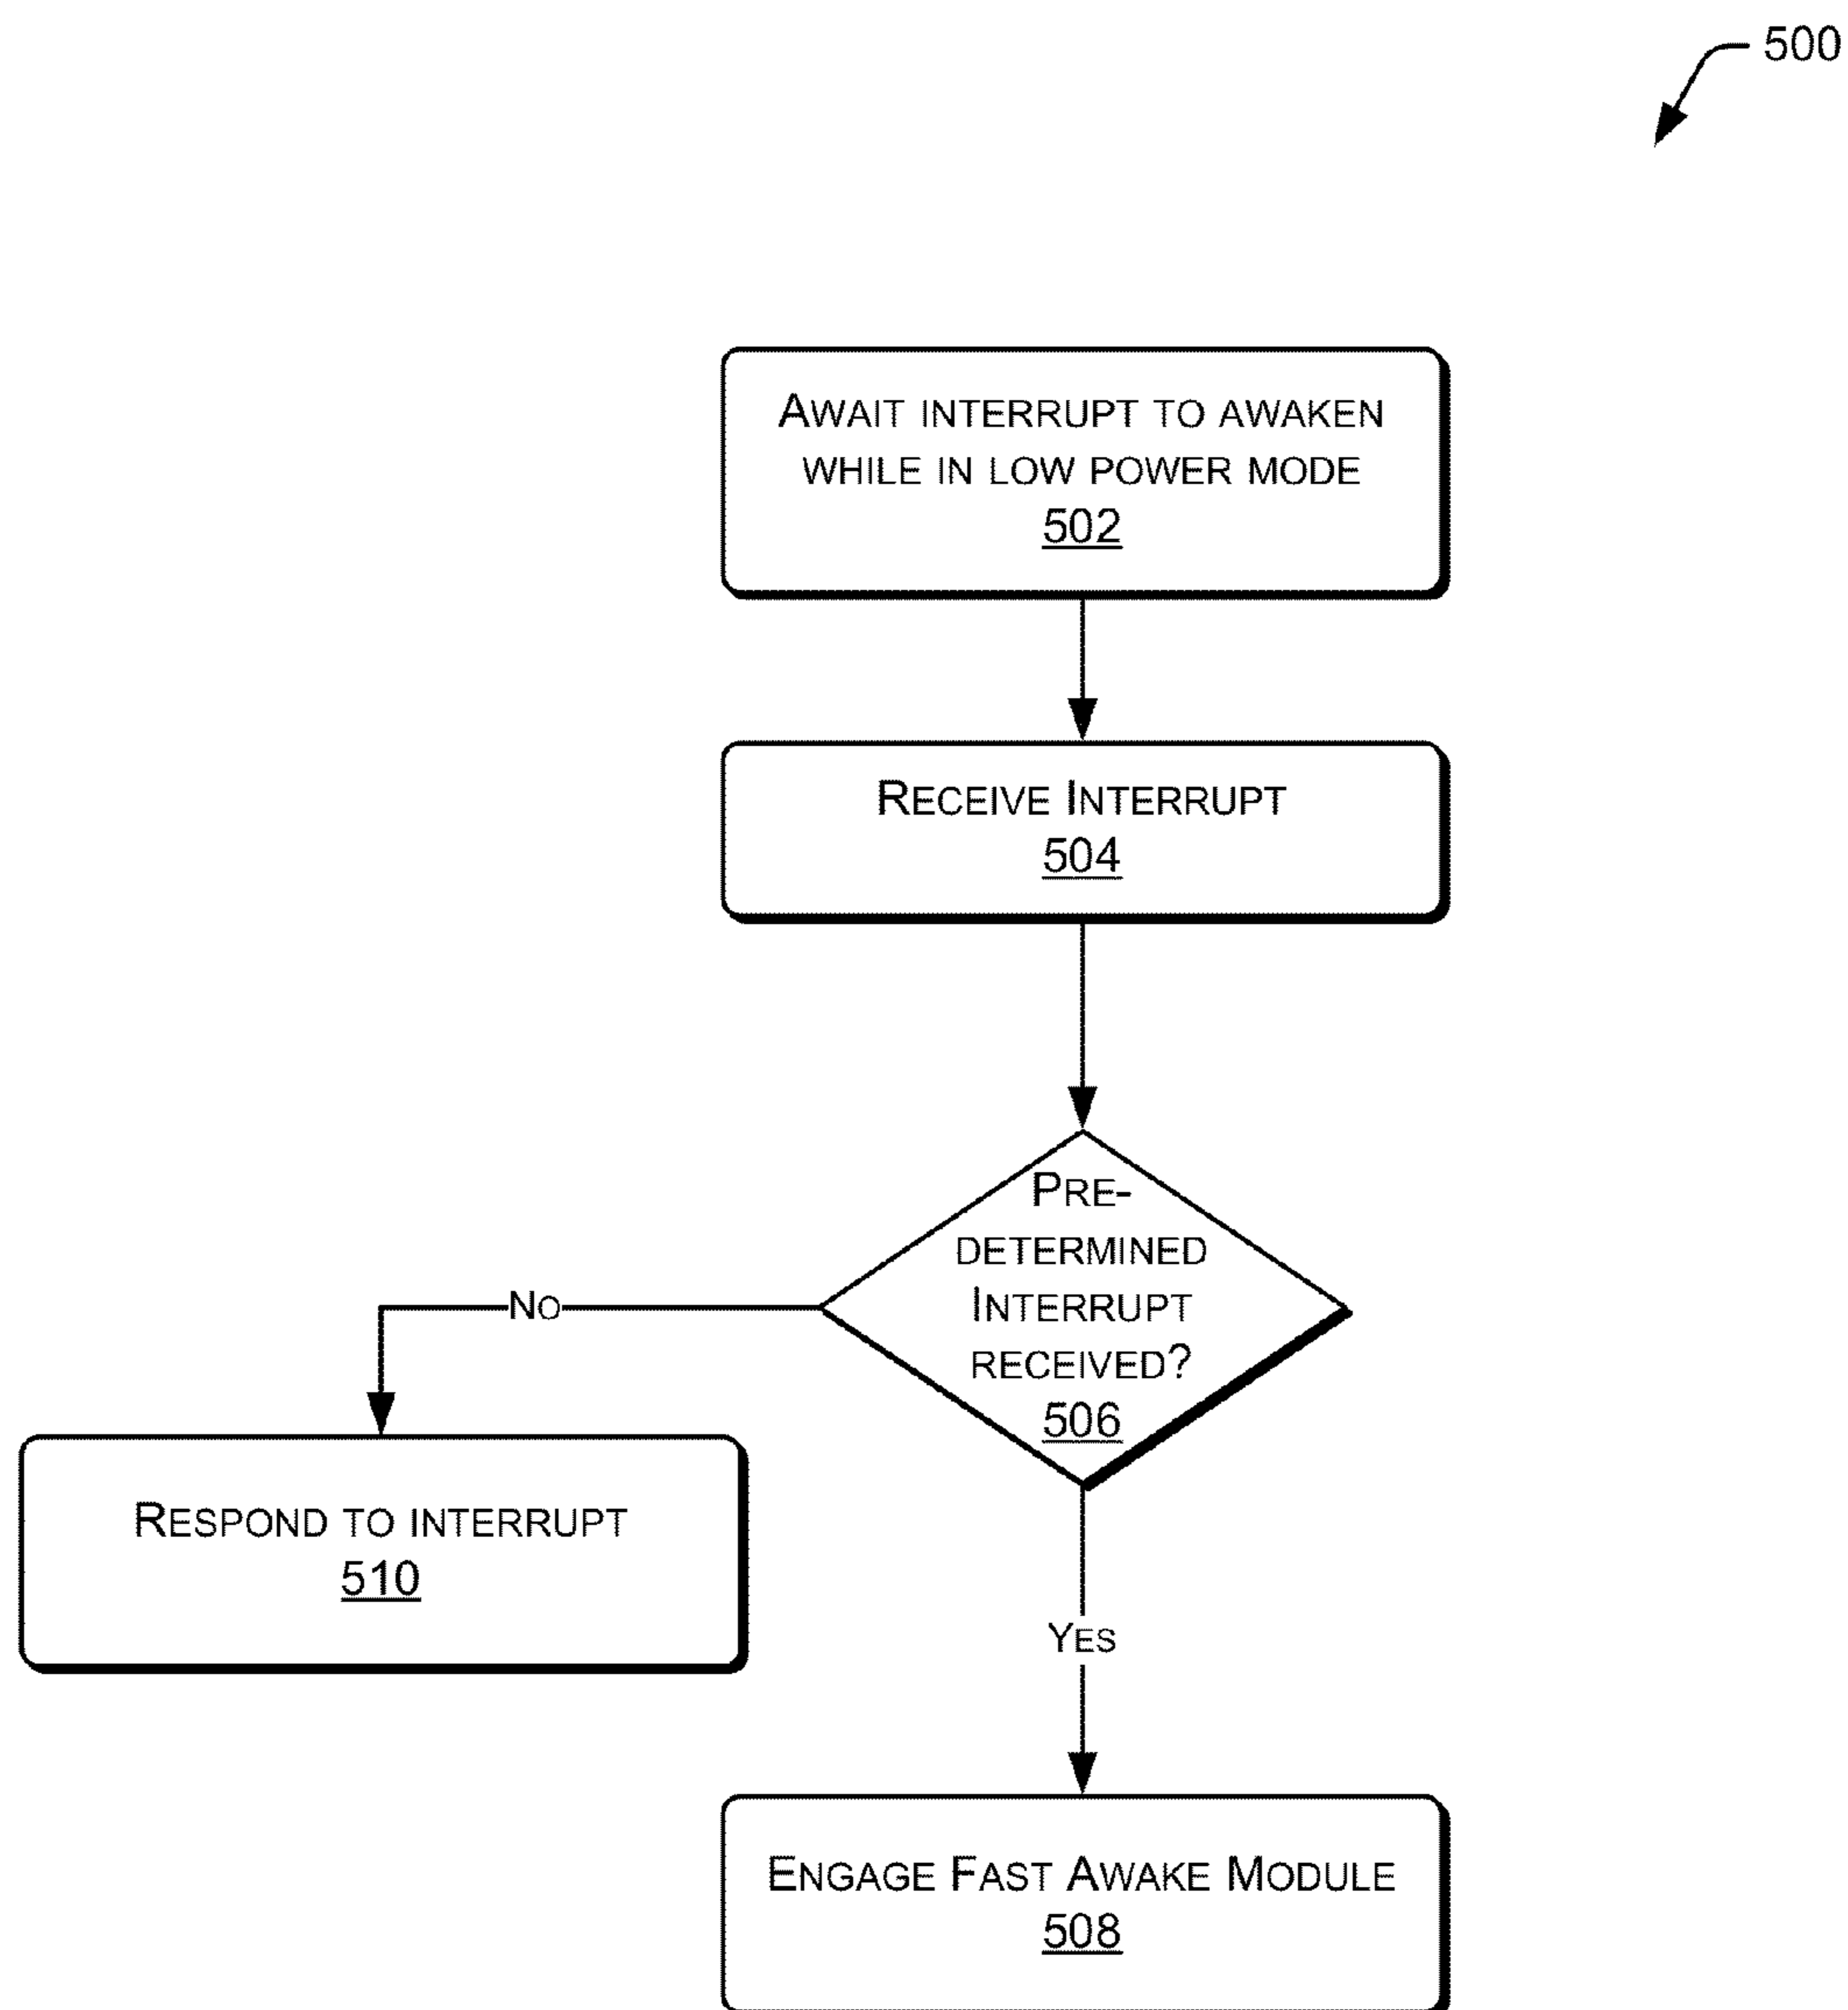 500
AWAIT INTERRUPT TO AWAKEN
WHILE IN LOW POWER MODE
502
RECEIVE INTERRUPT
504
PRE-
DETERMINED
INTERRUPT
RECEIVED?
506
NO
RESPOND TO INTERRUPT
510
YES
ENGAGE FAST AWAKE MODULE
508